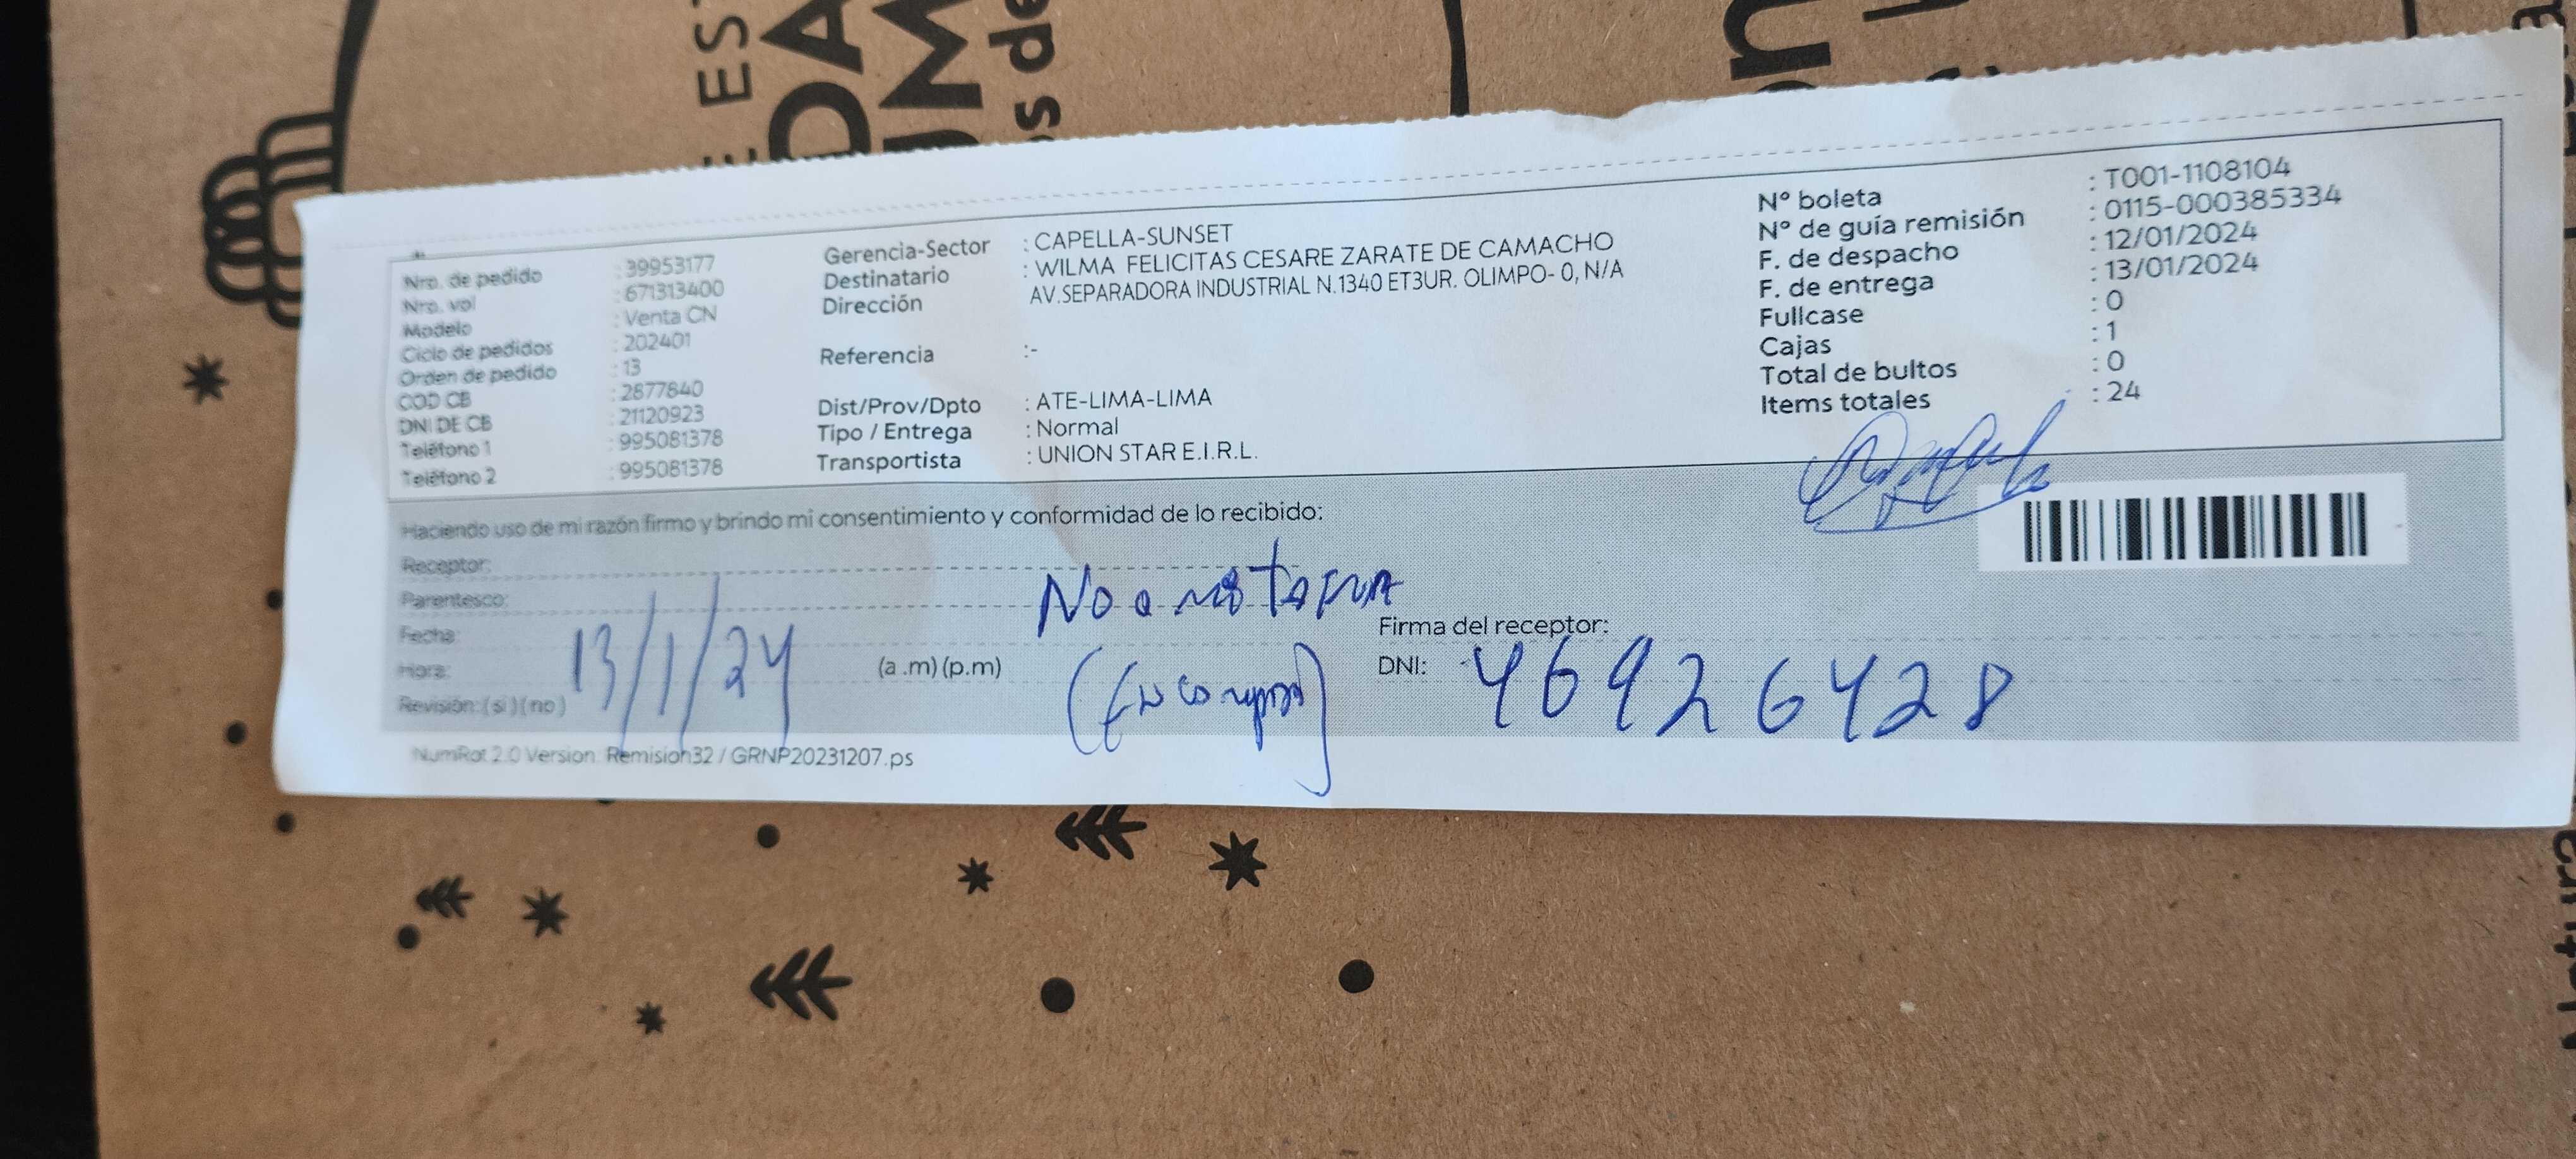 Nro. de pedido : 39953177
Nro. vol : 671313400
Modelo : Venta CN
Ciclo de pedidos : 202401
Orden de pedido : 13
COD CB : 2877840
DNI DE CB : 21120923
Teléfono 1 : 995081378
Teléfono 2 : 995081378
Gerencia-Sector : CAPELLA-SUNSET
Destinatario : WILMA FELICITAS CESARE ZARATE DE CAMACHO
Dirección AV.SEPARADORA INDUSTRIAL N.1340 ET3UR. OLIMPO- 0, N/A
Referencia :-
Dist/Prov/Dpto : ATE-LIMA-LIMA
Tipo / Entrega : Normal
Transportista : UNION STAR E.I.R.L.
N° boleta : T001-1108104
N° de guía remisión : 0115-000385334
F. de despacho : 12/01/2024
F. de entrega : 13/01/2024
Fullcase : 0
Cajas : 1
Total de bultos : 0
Items totales : 24
Haciendo uso de mi razón firmo y brindo mi consentimiento y conformidad de lo recibido:
Receptor:
Parentesco:
Fecha: 13/1/24
Hora: (a .m) (p.m)
Revisión: ( si ) ( no )
No
Firma del receptor:
DNI: 46926428
NumRot 2.0 Version: Remision32 / GRNP20231207.ps